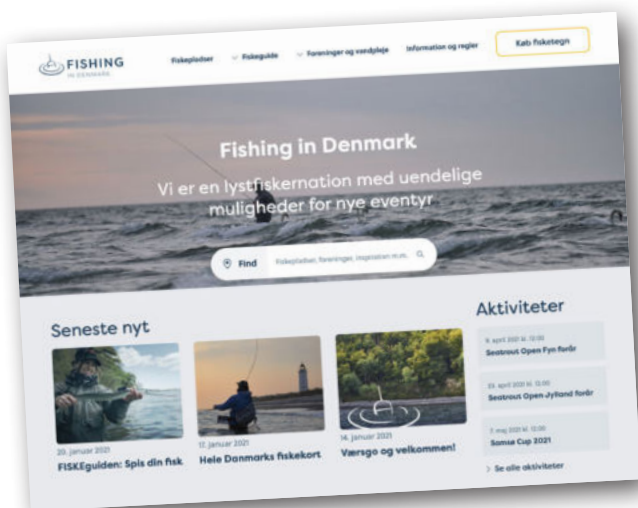 FISHING
IN DENMARK
Fiskepladser
Fiskeguide
Foreninger og vandpleje
Information og regler
Køb fisketegn
Fishing in Denmark
Vi er en lystfiskernation med uendelige
muligheder for nye eventyr
Find
Fiskepladser, foreninger, inspiration m.m.
Seneste nyt
20. januar 2021
FISKEguiden: Spis din fisk
17. januar 2021
Hele Danmarks fiskekort
14. januar 2021
Værsgo og velkommen!
Aktiviteter
9. april 2021 kl. 12:00
Seatrout Open Fyn forår
23. april 2021 kl. 12:00
Seatrout Open Jylland forår
7. maj 2021 kl. 12:00
Samsø Cup 2021
Se alle aktiviteter